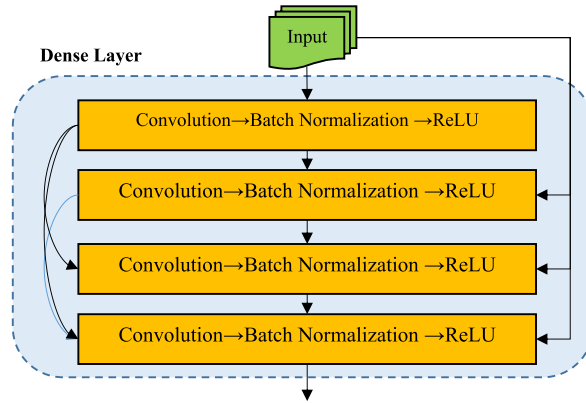 Input
Dense Layer
Convolution→Batch Normalization →ReLU
Convolution→Batch Normalization →ReLU
Convolution→Batch Normalization →ReLU
Convolution→Batch Normalization →ReLU